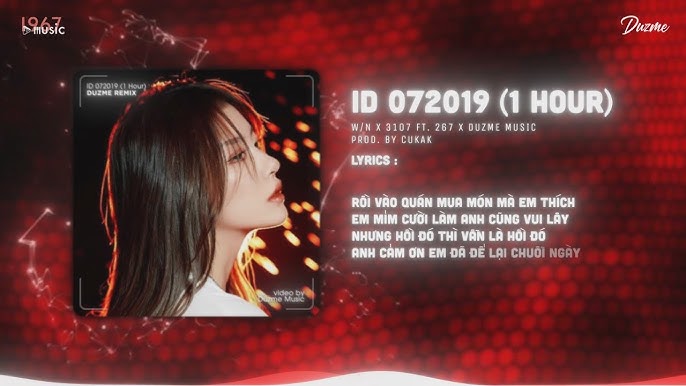 1967
MUSIC
Duzme
ID 072019 (1 Hour)
DUZME REMIX
video by
Duzme Music
ID 072019 (1 HOUR)
W/N X 3107 FT. 267 X DUZME MUSIC
PROD. BY CUKAK
LYRICS :
RỒI VÀO QUÁN MUA MÓN MÀ EM THÍCH
EM MỈM CƯỜI LÀM ANH CŨNG VUI LÂY
NHƯNG HỒI ĐÓ THÌ VẪN LÀ HỒI ĐÓ
ANH CẢM ƠN EM ĐÃ ĐỂ LẠI CHUỖI NGÀY